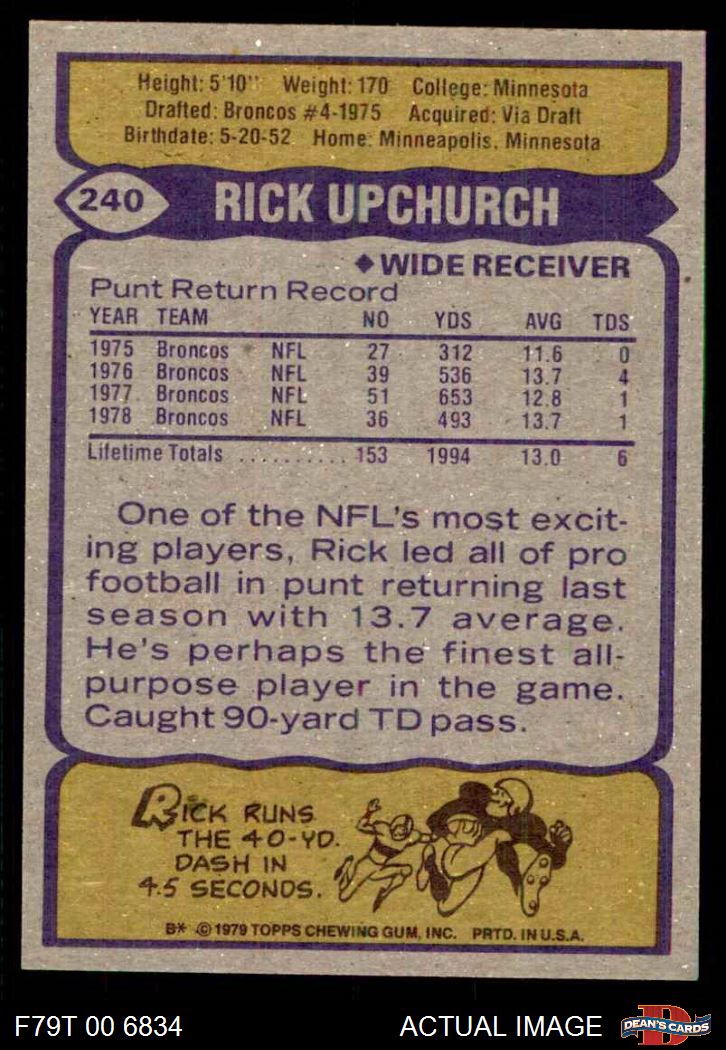 Height: 5'10" Weight: 170 College: Minnesota
Drafted: Broncos #4-1975 Acquired: Via Draft
Birthdate: 5-20-52 Home: Minneapolis, Minnesota
240 RICK UPCHURCH
◆ WIDE RECEIVER
Punt Return Record
YEAR TEAM NO YDS AVG TDS
1975 Broncos NFL 27 312 11.6 0
1976 Broncos NFL 39 536 13.7 4
1977 Broncos NFL 51 653 12.8 1
1978 Broncos NFL 36 493 13.7 1
Lifetime Totals .......... 153 1994 13.0 6
One of the NFL's most excit-
ing players, Rick led all of pro
football in punt returning last
season with 13.7 average.
He's perhaps the finest all-
purpose player in the game.
Caught 90-yard TD pass.
RICK RUNS
THE 40-YD.
DASH IN
4.5 SECONDS.
B* © 1979 TOPPS CHEWING GUM, INC. PRTD. IN U.S.A.
F79T 00 6834 ACTUAL IMAGE
D
DEAN'S CARDS